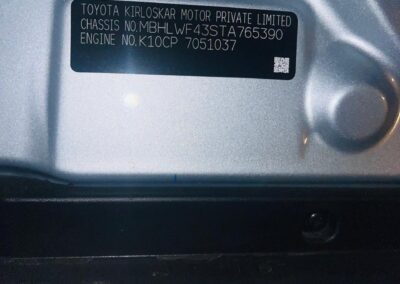 TOYOTA KIRLOSKAR MOTOR PRIVATE LIMITED
CHASSIS NO.MBHLWF43STA765390
ENGINE NO.K10CP 7051037